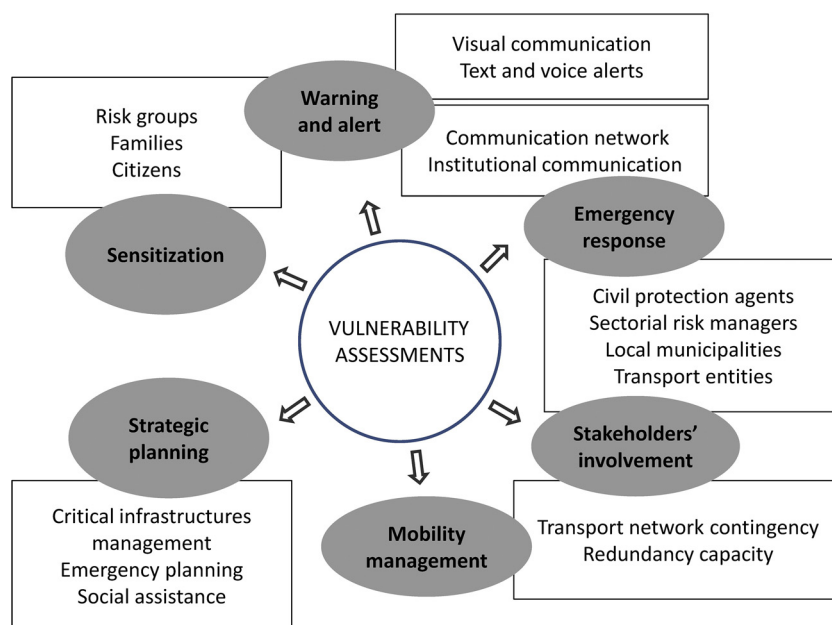 Visual communication
Text and voice alerts
Warning
and alert
Risk groups
Families
Citizens
Communication network
Institutional communication
Sensitization
Emergency
response
VULNERABILITY
ASSESSMENTS
Civil protection agents
Sectorial risk managers
Local municipalities
Transport entities
Strategic
planning
Stakeholders’
involvement
Critical infrastructures
management
Emergency planning
Social assistance
Mobility
management
Transport network contingency
Redundancy capacity